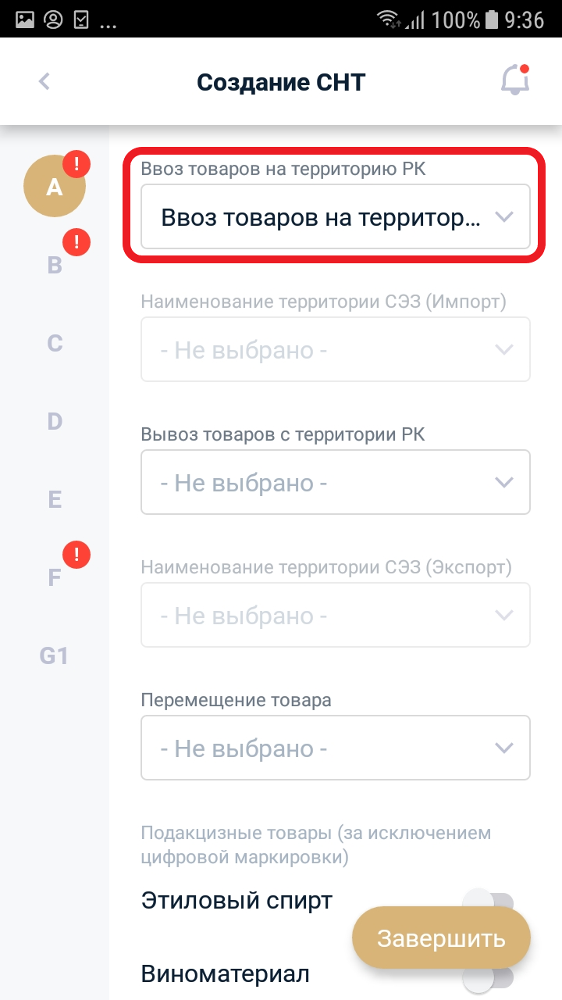 ... 100% 9:36
Создание СНТ
A !
B !
C
D
E
F !
G1
Ввоз товаров на территорию РК
Ввоз товаров на территор...
Наименование территории СЭЗ (Импорт)
- Не выбрано -
Вывоз товаров с территории РК
- Не выбрано -
Наименование территории СЭЗ (Экспорт)
- Не выбрано -
Перемещение товара
- Не выбрано -
Подакцизные товары (за исключением
цифровой маркировки)
Этиловый спирт
Завершить
Виноматериал